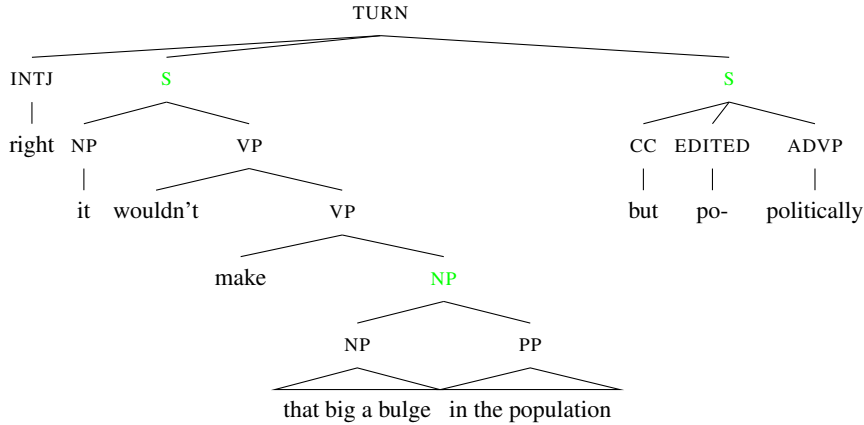 TURN
INTJ S S
right NP VP CC EDITED ADVP
it wouldn't VP but po- politically
make NP
NP PP
that big a bulge in the population